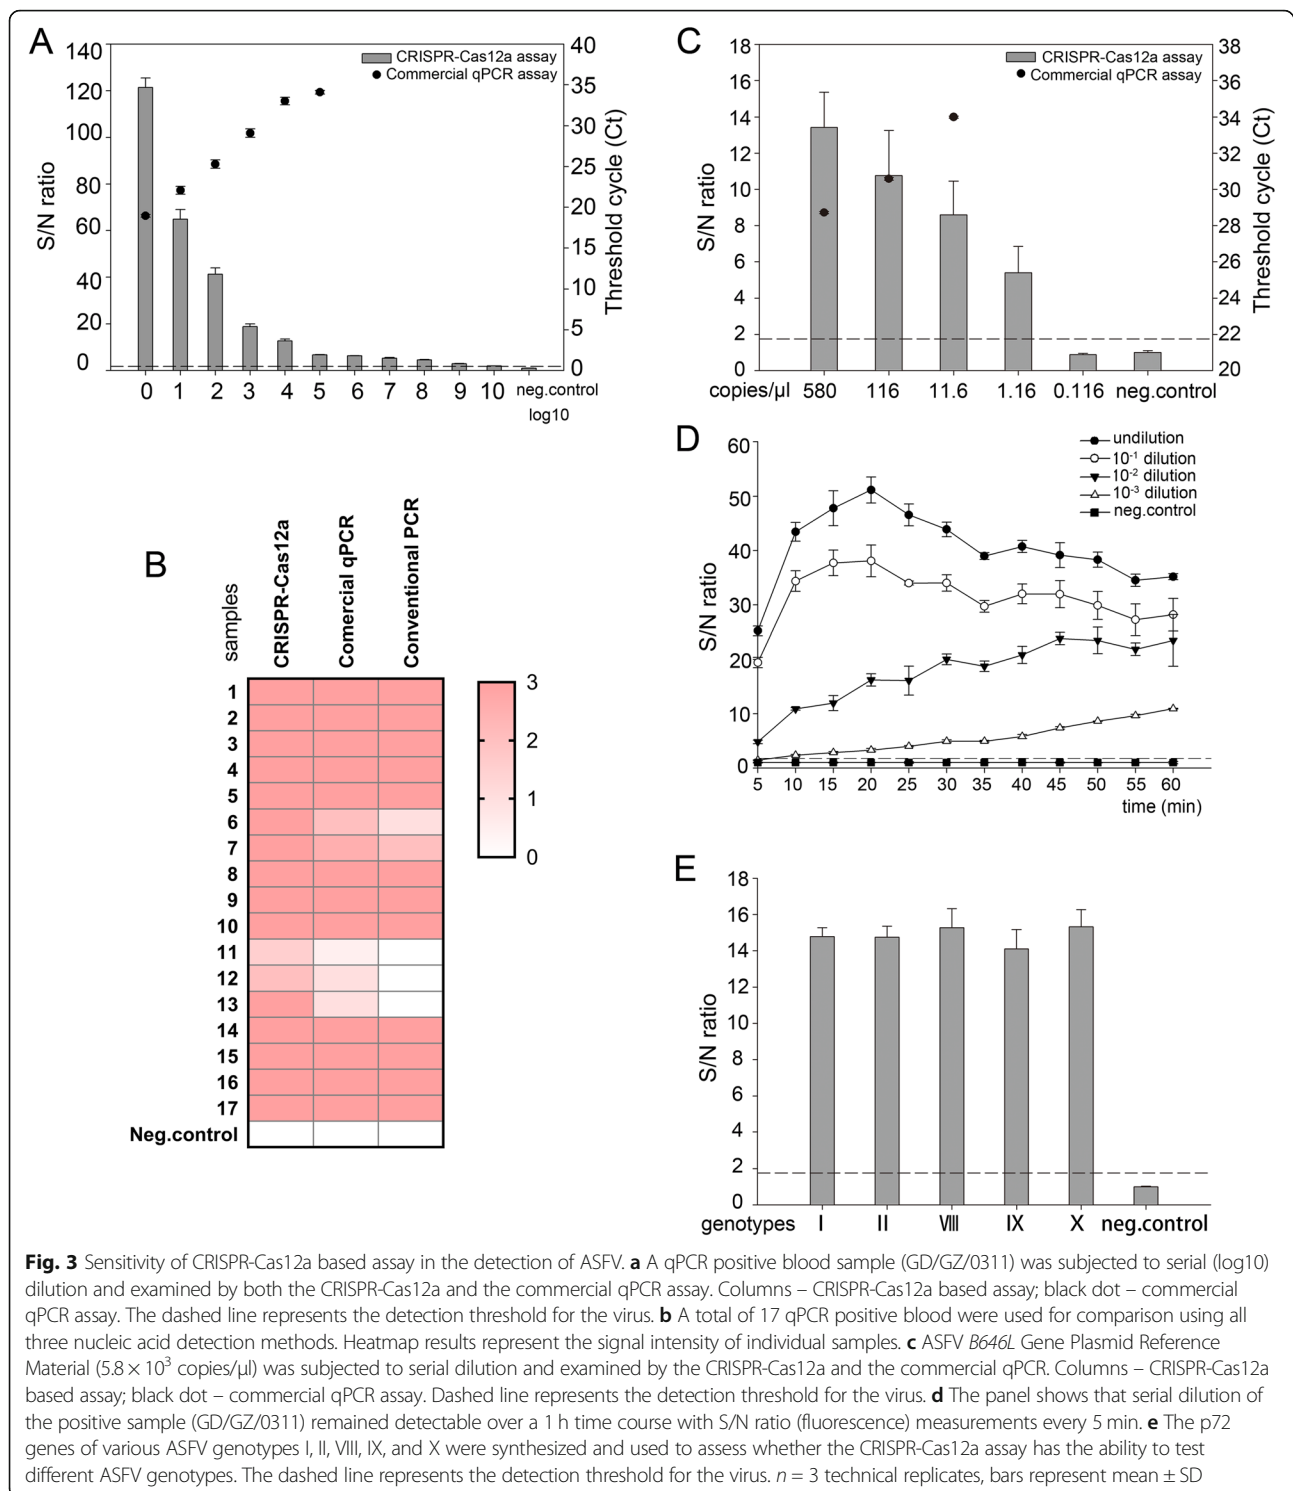 A
CRISPR-Cas12a assay
Commercial qPCR assay
S/N ratio
140
120
100
80
60
40
20
0
Threshold cycle (Ct)
40
35
30
25
20
15
10
5
0
0 1 2 3 4 5 6 7 8 9 10 neg.control
log10
C
CRISPR-Cas12a assay
Commercial qPCR assay
S/N ratio
18
16
14
12
10
8
6
4
2
0
Threshold cycle (Ct)
38
36
34
32
30
28
26
24
22
20
copies/µl 580 116 11.6 1.16 0.116 neg.control
B
samples
CRISPR-Cas12a
Comercial qPCR
Conventional PCR
1
2
3
4
5
6
7
8
9
10
11
12
13
14
15
16
17
Neg.control
3
2
1
0
D
undilution
10-1 dilution
10-2 dilution
10-3 dilution
neg.control
S/N ratio
60
50
40
30
20
10
0
5 10 15 20 25 30 35 40 45 50 55 60
time (min)
E
S/N ratio
18
16
14
12
10
8
6
4
2
0
genotypes I II VIII IX X neg.control
Fig. 3 Sensitivity of CRISPR-Cas12a based assay in the detection of ASFV. a A qPCR positive blood sample (GD/GZ/0311) was subjected to serial (log10)
dilution and examined by both the CRISPR-Cas12a and the commercial qPCR assay. Columns – CRISPR-Cas12a based assay; black dot – commercial
qPCR assay. The dashed line represents the detection threshold for the virus. b A total of 17 qPCR positive blood were used for comparison using all
three nucleic acid detection methods. Heatmap results represent the signal intensity of individual samples. c ASFV B646L Gene Plasmid Reference
Material (5.8 × 10³ copies/µl) was subjected to serial dilution and examined by the CRISPR-Cas12a and the commercial qPCR. Columns – CRISPR-Cas12a
based assay; black dot – commercial qPCR assay. Dashed line represents the detection threshold for the virus. d The panel shows that serial dilution of
the positive sample (GD/GZ/0311) remained detectable over a 1 h time course with S/N ratio (fluorescence) measurements every 5 min. e The p72
genes of various ASFV genotypes I, II, VIII, IX, and X were synthesized and used to assess whether the CRISPR-Cas12a assay has the ability to test
different ASFV genotypes. The dashed line represents the detection threshold for the virus. n = 3 technical replicates, bars represent mean ± SD